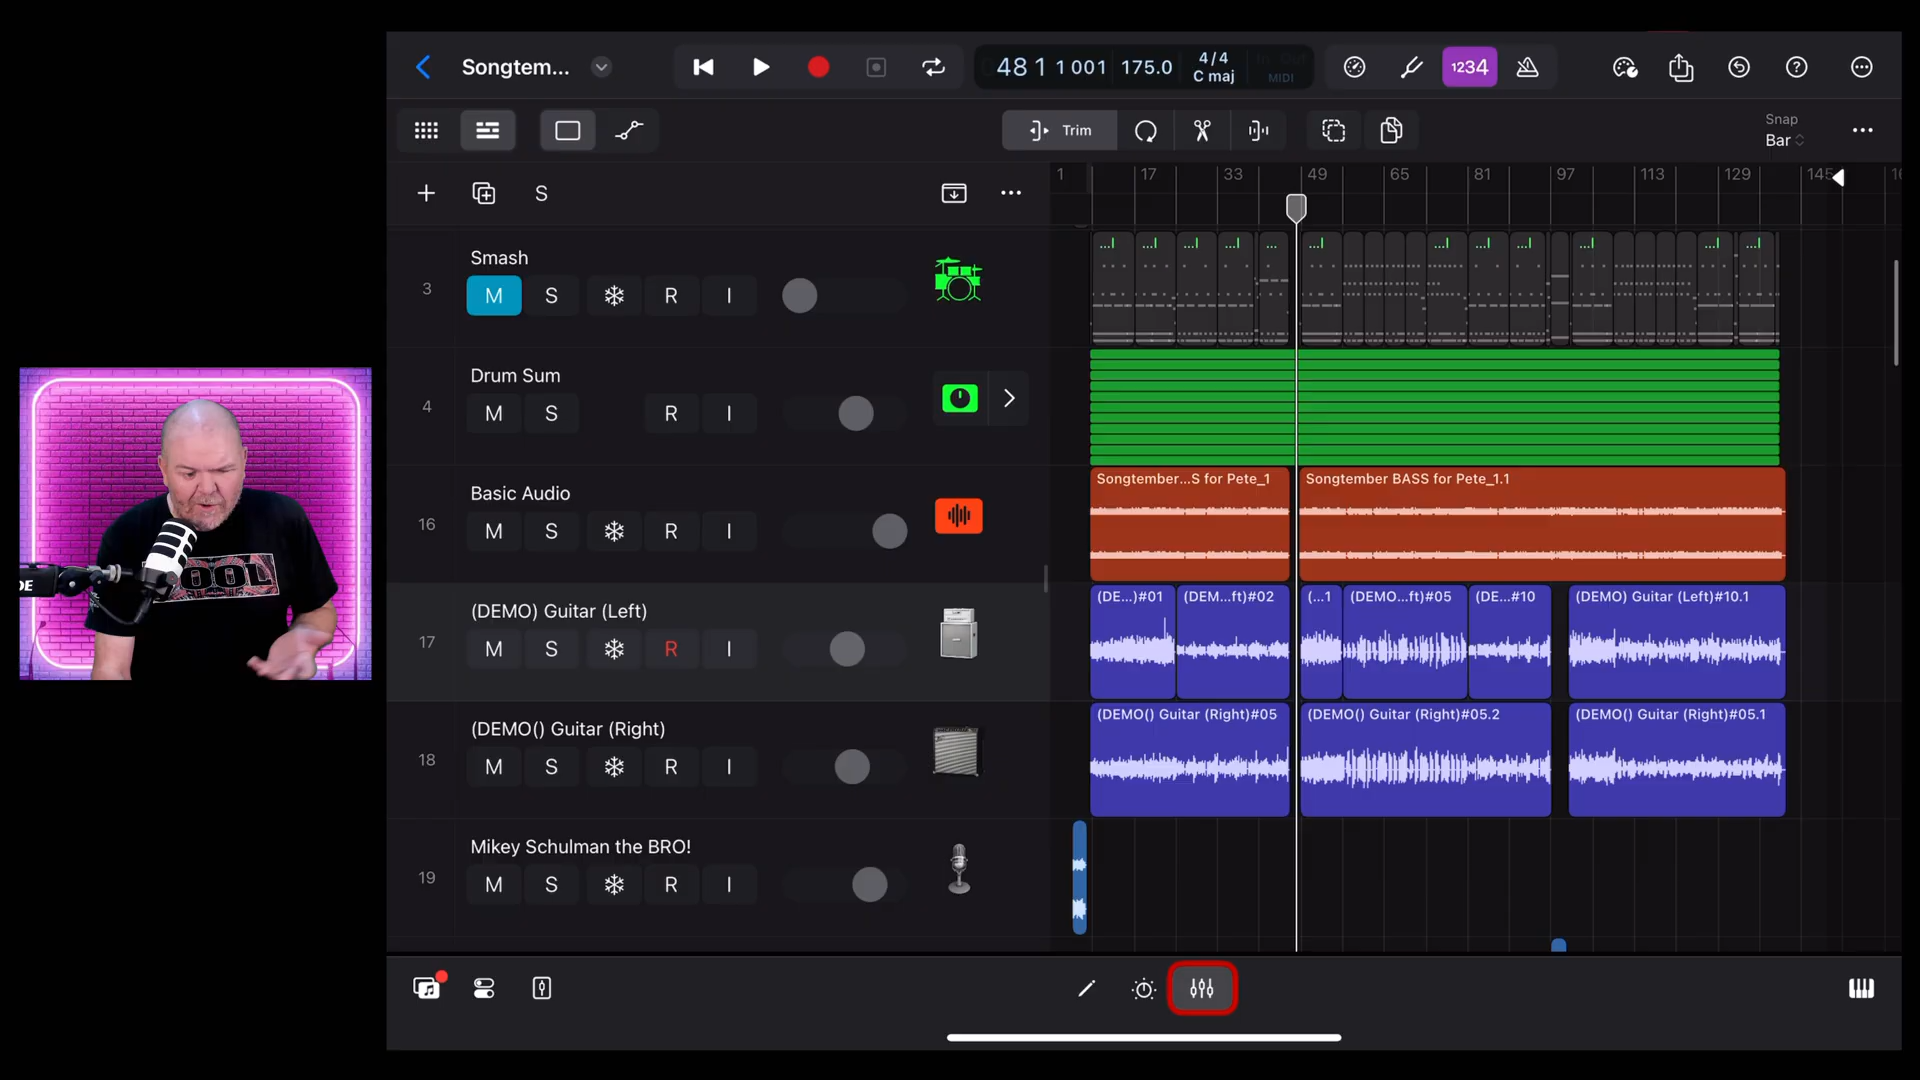 Songtem...
48 1 1 001
175.0
4/4
C maj
MIDI
1234
Trim
Snap
Bar
S
1 17 33 49 65 81 97 113 129 145
3
Smash
M S R I
4
Drum Sum
M S R I
16
Basic Audio
M S R I
Songtember...S for Pete_1
Songtember BASS for Pete_1.1
17
(DEMO) Guitar (Left)
M S R I
(DE...)#01
(DEM...ft)#02
(...1
(DEMO...ft)#05
(DE...#10
(DEMO) Guitar (Left)#10.1
18
(DEMO() Guitar (Right)
M S R I
(DEMO() Guitar (Right)#05
(DEMO() Guitar (Right)#05.2
(DEMO() Guitar (Right)#05.1
19
Mikey Schulman the BRO!
M S R I
DE
OOL